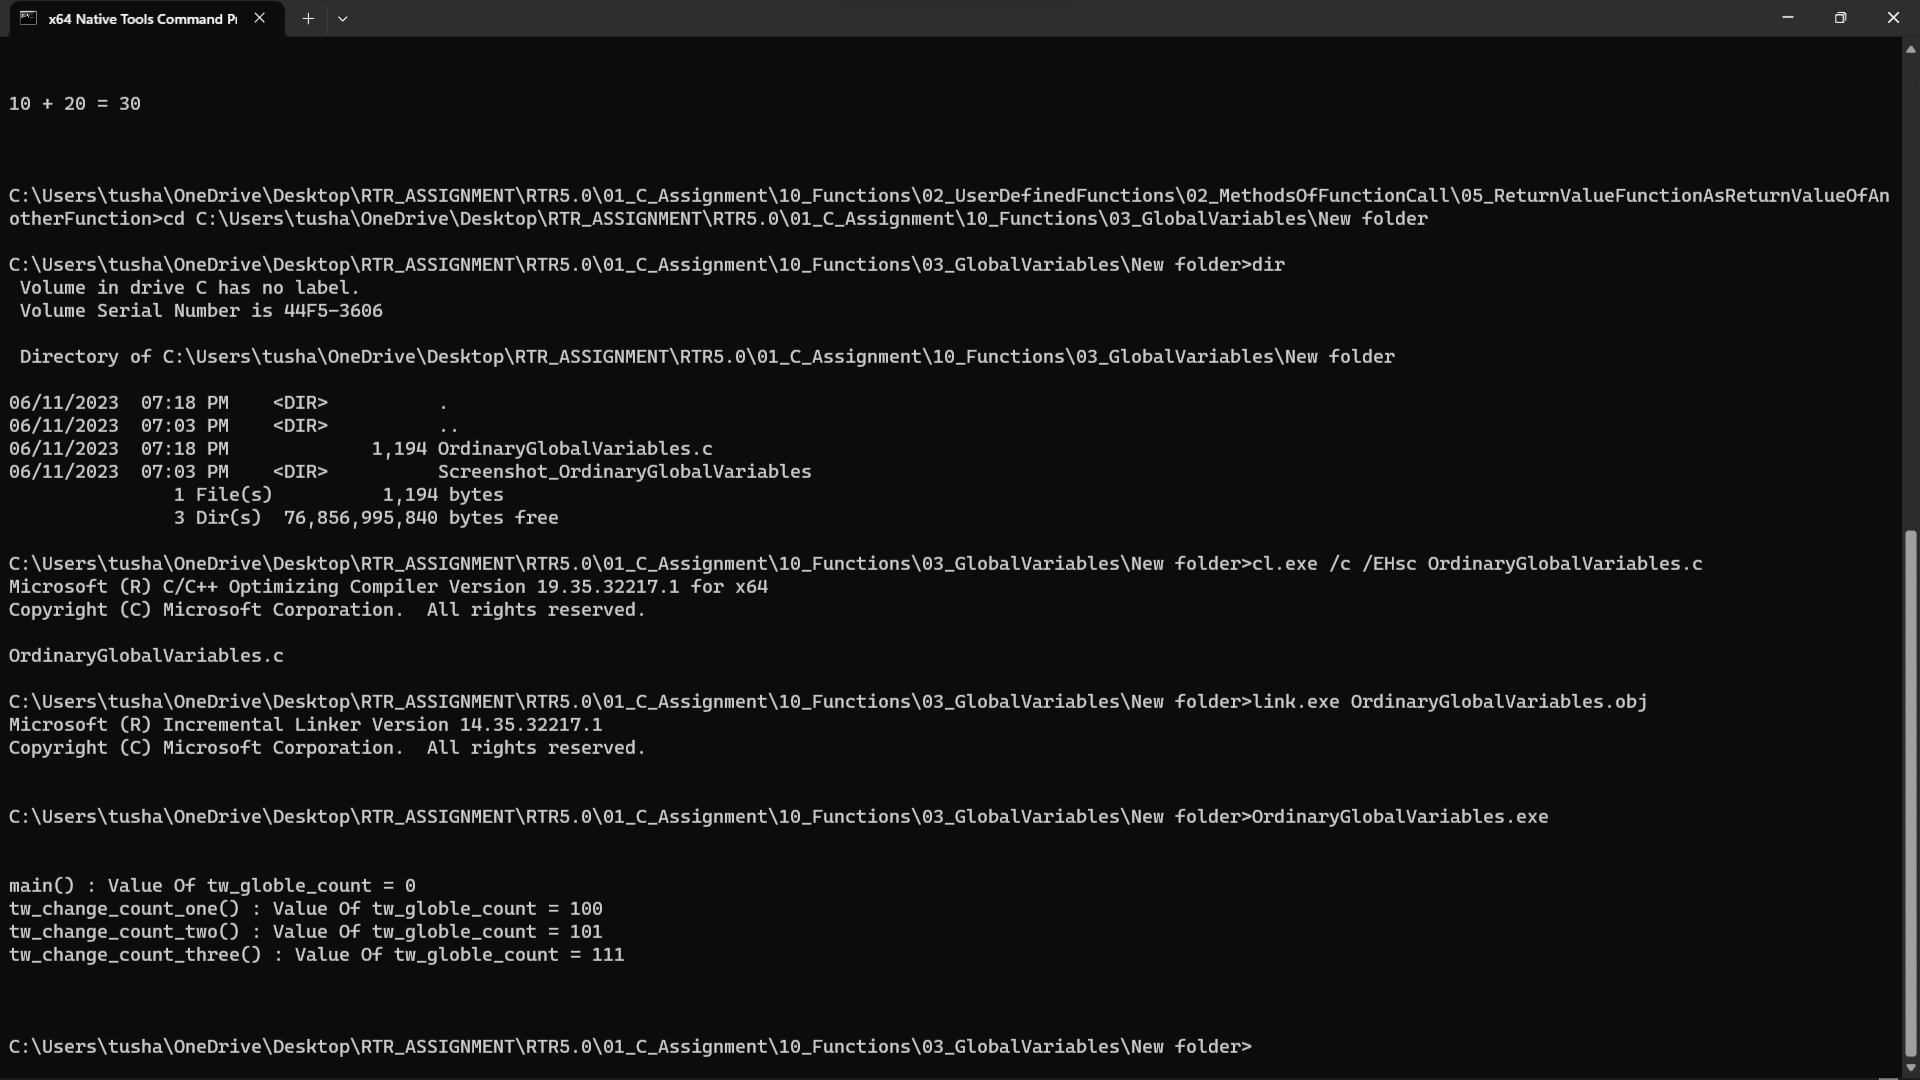 x64 Native Tools Command Pr
10 + 20 = 30
C:\Users\tusha\OneDrive\Desktop\RTR_ASSIGNMENT\RTR5.0\01_C_Assignment\10_Functions\02_UserDefinedFunctions\02_MethodsOfFunctionCall\05_ReturnValueFunctionAsReturnValueOfAn
otherFunction>cd C:\Users\tusha\OneDrive\Desktop\RTR_ASSIGNMENT\RTR5.0\01_C_Assignment\10_Functions\03_GlobalVariables\New folder
C:\Users\tusha\OneDrive\Desktop\RTR_ASSIGNMENT\RTR5.0\01_C_Assignment\10_Functions\03_GlobalVariables\New folder>dir
 Volume in drive C has no label.
 Volume Serial Number is 44F5-3606
 Directory of C:\Users\tusha\OneDrive\Desktop\RTR_ASSIGNMENT\RTR5.0\01_C_Assignment\10_Functions\03_GlobalVariables\New folder
06/11/2023  07:18 PM    <DIR>          .
06/11/2023  07:03 PM    <DIR>          ..
06/11/2023  07:18 PM             1,194 OrdinaryGlobalVariables.c
06/11/2023  07:03 PM    <DIR>          Screenshot_OrdinaryGlobalVariables
               1 File(s)          1,194 bytes
               3 Dir(s)  76,856,995,840 bytes free
C:\Users\tusha\OneDrive\Desktop\RTR_ASSIGNMENT\RTR5.0\01_C_Assignment\10_Functions\03_GlobalVariables\New folder>cl.exe /c /EHsc OrdinaryGlobalVariables.c
Microsoft (R) C/C++ Optimizing Compiler Version 19.35.32217.1 for x64
Copyright (C) Microsoft Corporation.  All rights reserved.
OrdinaryGlobalVariables.c
C:\Users\tusha\OneDrive\Desktop\RTR_ASSIGNMENT\RTR5.0\01_C_Assignment\10_Functions\03_GlobalVariables\New folder>link.exe OrdinaryGlobalVariables.obj
Microsoft (R) Incremental Linker Version 14.35.32217.1
Copyright (C) Microsoft Corporation.  All rights reserved.
C:\Users\tusha\OneDrive\Desktop\RTR_ASSIGNMENT\RTR5.0\01_C_Assignment\10_Functions\03_GlobalVariables\New folder>OrdinaryGlobalVariables.exe
main() : Value Of tw_globle_count = 0
tw_change_count_one() : Value Of tw_globle_count = 100
tw_change_count_two() : Value Of tw_globle_count = 101
tw_change_count_three() : Value Of tw_globle_count = 111
C:\Users\tusha\OneDrive\Desktop\RTR_ASSIGNMENT\RTR5.0\01_C_Assignment\10_Functions\03_GlobalVariables\New folder>